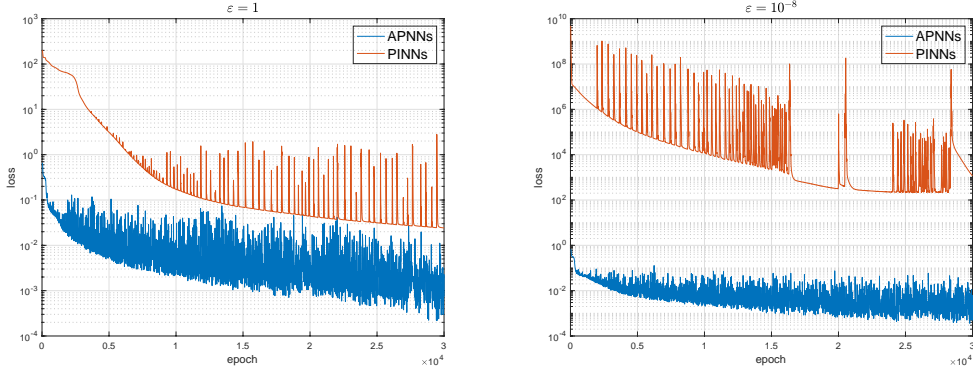 ε = 1
10^3
10^2
10^1
10^0
10^-1
10^-2
10^-3
10^-4
loss
0 0.5 1 1.5 2 2.5 3
epoch
×10^4
APNNs
PINNs
ε = 10^-8
10^10
10^8
10^6
10^4
10^2
10^0
10^-2
10^-4
loss
0 0.5 1 1.5 2 2.5 3
epoch
×10^4
APNNs
PINNs